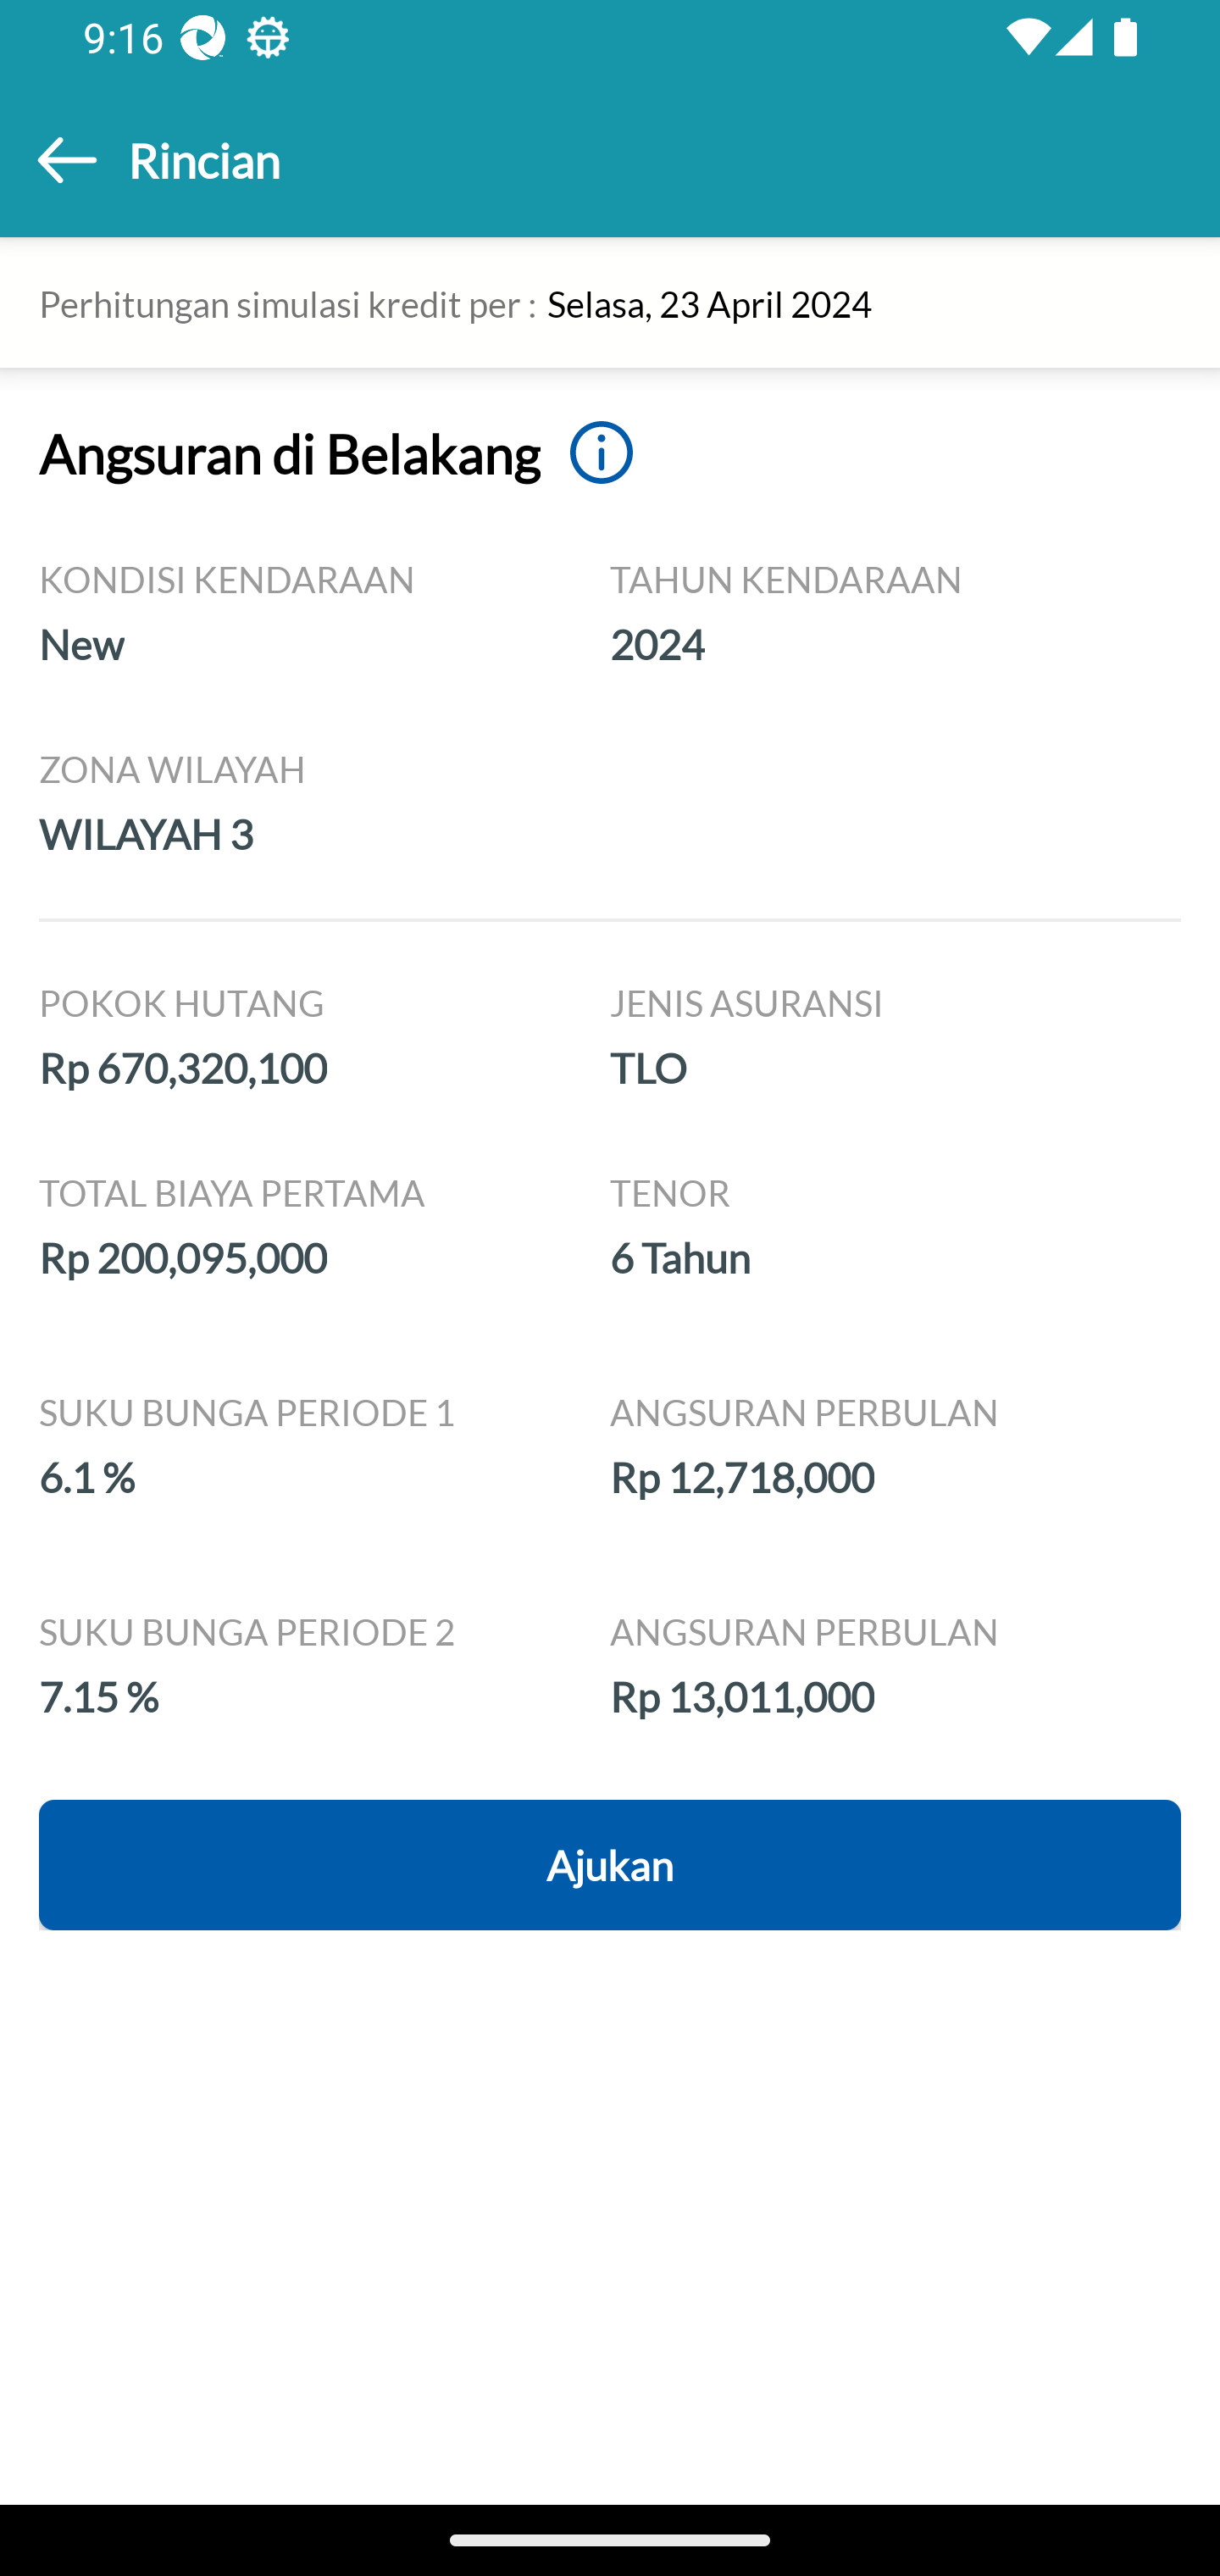 9:16
Rincian
Perhitungan simulasi kredit per : Selasa, 23 April 2024
Angsuran di Belakang
KONDISI KENDARAAN TAHUN KENDARAAN
New 2024
ZONA WILAYAH
WILAYAH 3
POKOK HUTANG JENIS ASURANSI
Rp 670,320,100 TLO
TOTAL BIAYA PERTAMA TENOR
Rp 200,095,000 6 Tahun
SUKU BUNGA PERIODE 1 ANGSURAN PERBULAN
6.1 % Rp 12,718,000
SUKU BUNGA PERIODE 2 ANGSURAN PERBULAN
7.15 % Rp 13,011,000
Ajukan